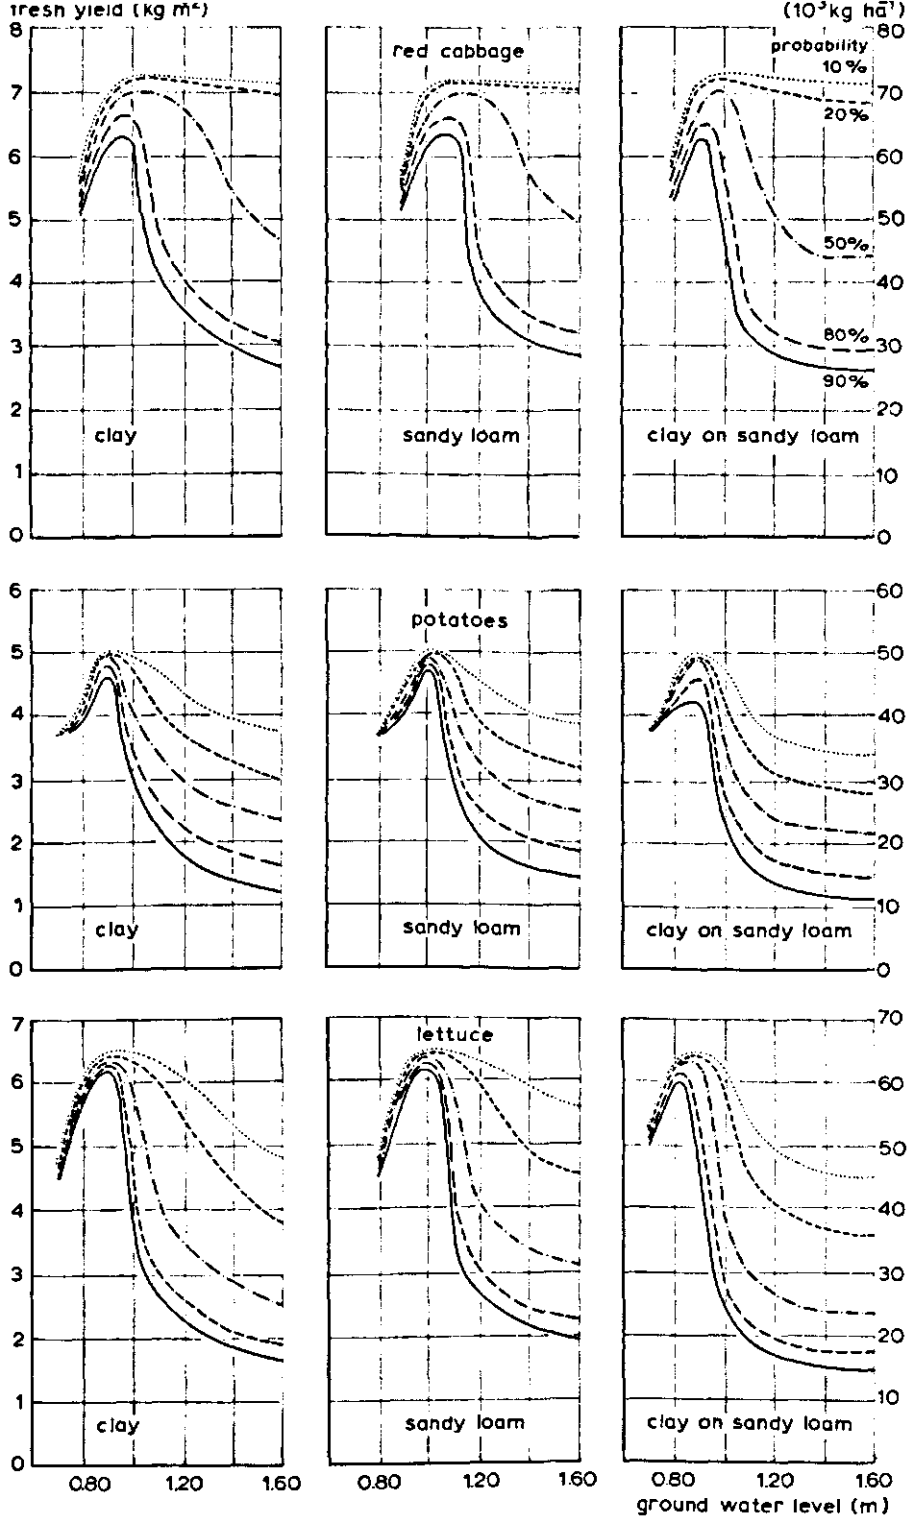 fresh yield (kg m²) (10³kg ha⁻¹)
8 80
red cabbage
probability
10%
7 70
20%
6 60
5 50
50%
4 40
80%
3 30
90%
2 20
clay sandy loam clay on sandy loam
1 10
0 0
6 60
potatoes
5 50
4 40
3 30
2 20
1 10
clay sandy loam clay on sandy loam
0 0
7 70
lettuce
6 60
5 50
4 40
3 30
2 20
1 10
clay sandy loam clay on sandy loam
0
0.80 1.20 1.60 0.80 1.20 1.60 0.80 1.20 1.60
ground water level (m)